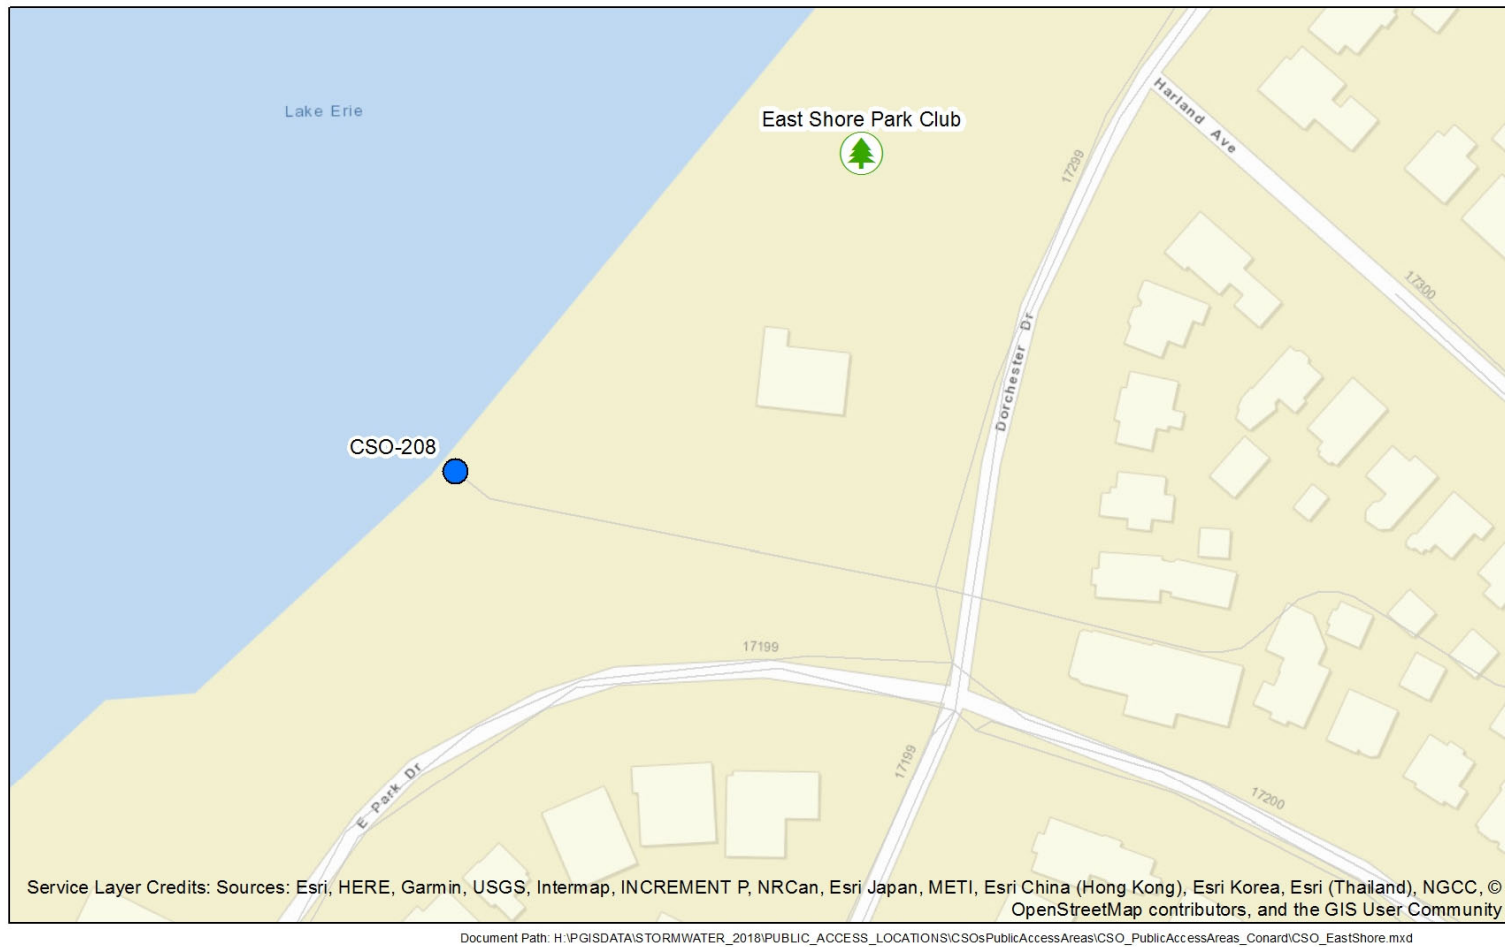 Lake Erie
East Shore Park Club
Harland Ave
17299
17300
Dorchester Dr
CSO-208
17199
17199
E Park Dr
17200
Service Layer Credits: Sources: Esri, HERE, Garmin, USGS, Intermap, INCREMENT P, NRCan, Esri Japan, METI, Esri China (Hong Kong), Esri Korea, Esri (Thailand), NGCC, ©
OpenStreetMap contributors, and the GIS User Community
Document Path: H:\PGISDATA\STORMWATER_2018\PUBLIC_ACCESS_LOCATIONS\CSOsPublicAccessAreas\CSO_PublicAccessAreas_Conard\CSO_EastShore.mxd